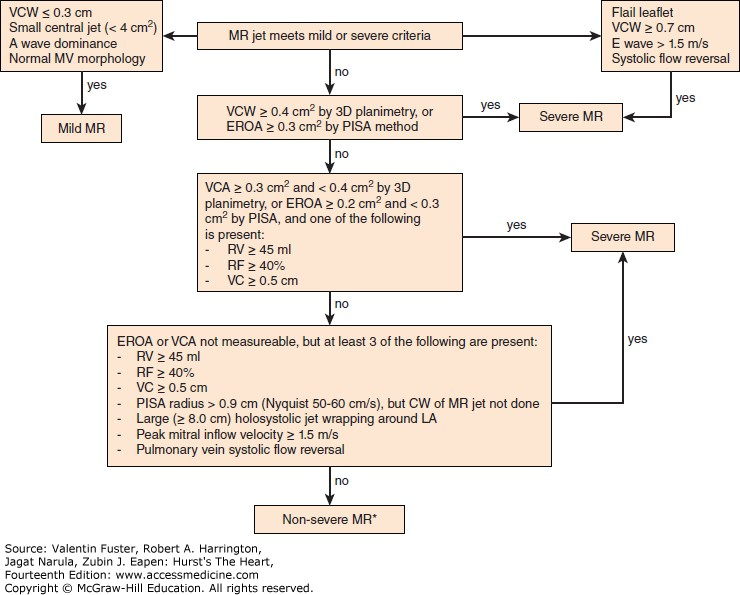 VCW ≤ 0.3 cm
Small central jet (< 4 cm²)
A wave dominance
Normal MV morphology
MR jet meets mild or severe criteria
Flail leaflet
VCW ≥ 0.7 cm
E wave > 1.5 m/s
Systolic flow reversal
yes
no
yes
Mild MR
VCW ≥ 0.4 cm² by 3D planimetry, or
EROA ≥ 0.3 cm² by PISA method
yes
Severe MR
no
VCA ≥ 0.3 cm² and < 0.4 cm² by 3D
planimetry, or EROA ≥ 0.2 cm² and < 0.3
cm² by PISA, and one of the following
is present:
- RV ≥ 45 ml
- RF ≥ 40%
- VC ≥ 0.5 cm
yes
Severe MR
no
EROA or VCA not measureable, but at least 3 of the following are present:
- RV ≥ 45 ml
- RF ≥ 40%
- VC ≥ 0.5 cm
- PISA radius > 0.9 cm (Nyquist 50-60 cm/s), but CW of MR jet not done
- Large (≥ 8.0 cm) holosystolic jet wrapping around LA
- Peak mitral inflow velocity ≥ 1.5 m/s
- Pulmonary vein systolic flow reversal
yes
no
Non-severe MR*
Source: Valentin Fuster, Robert A. Harrington,
Jagat Narula, Zubin J. Eapen: Hurst's The Heart,
Fourteenth Edition: www.accessmedicine.com
Copyright © McGraw-Hill Education. All rights reserved.